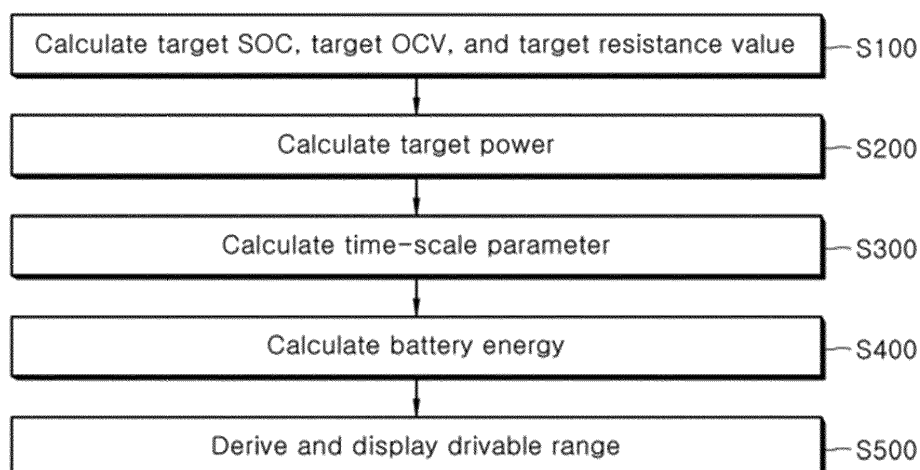 Calculate target SOC, target OCV, and target resistance value S100
Calculate target power S200
Calculate time-scale parameter S300
Calculate battery energy S400
Derive and display drivable range S500